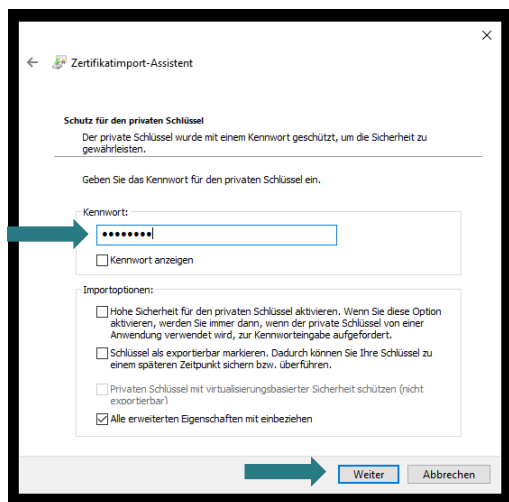 Zertifikatimport-Assistent
Schutz für den privaten Schlüssel
Der private Schlüssel wurde mit einem Kennwort geschützt, um die Sicherheit zu
gewährleisten.
Geben Sie das Kennwort für den privaten Schlüssel ein.
Kennwort:
••••••••
Kennwort anzeigen
Importoptionen:
Hohe Sicherheit für den privaten Schlüssel aktivieren. Wenn Sie diese Option
aktivieren, werden Sie immer dann, wenn der private Schlüssel von einer
Anwendung verwendet wird, zur Kennworteingabe aufgefordert.
Schlüssel als exportierbar markieren. Dadurch können Sie Ihre Schlüssel zu
einem späteren Zeitpunkt sichern bzw. überführen.
Privaten Schlüssel mit virtualisierungsbasierter Sicherheit schützen (nicht
exportierbar)
Alle erweiterten Eigenschaften mit einbeziehen
Weiter Abbrechen